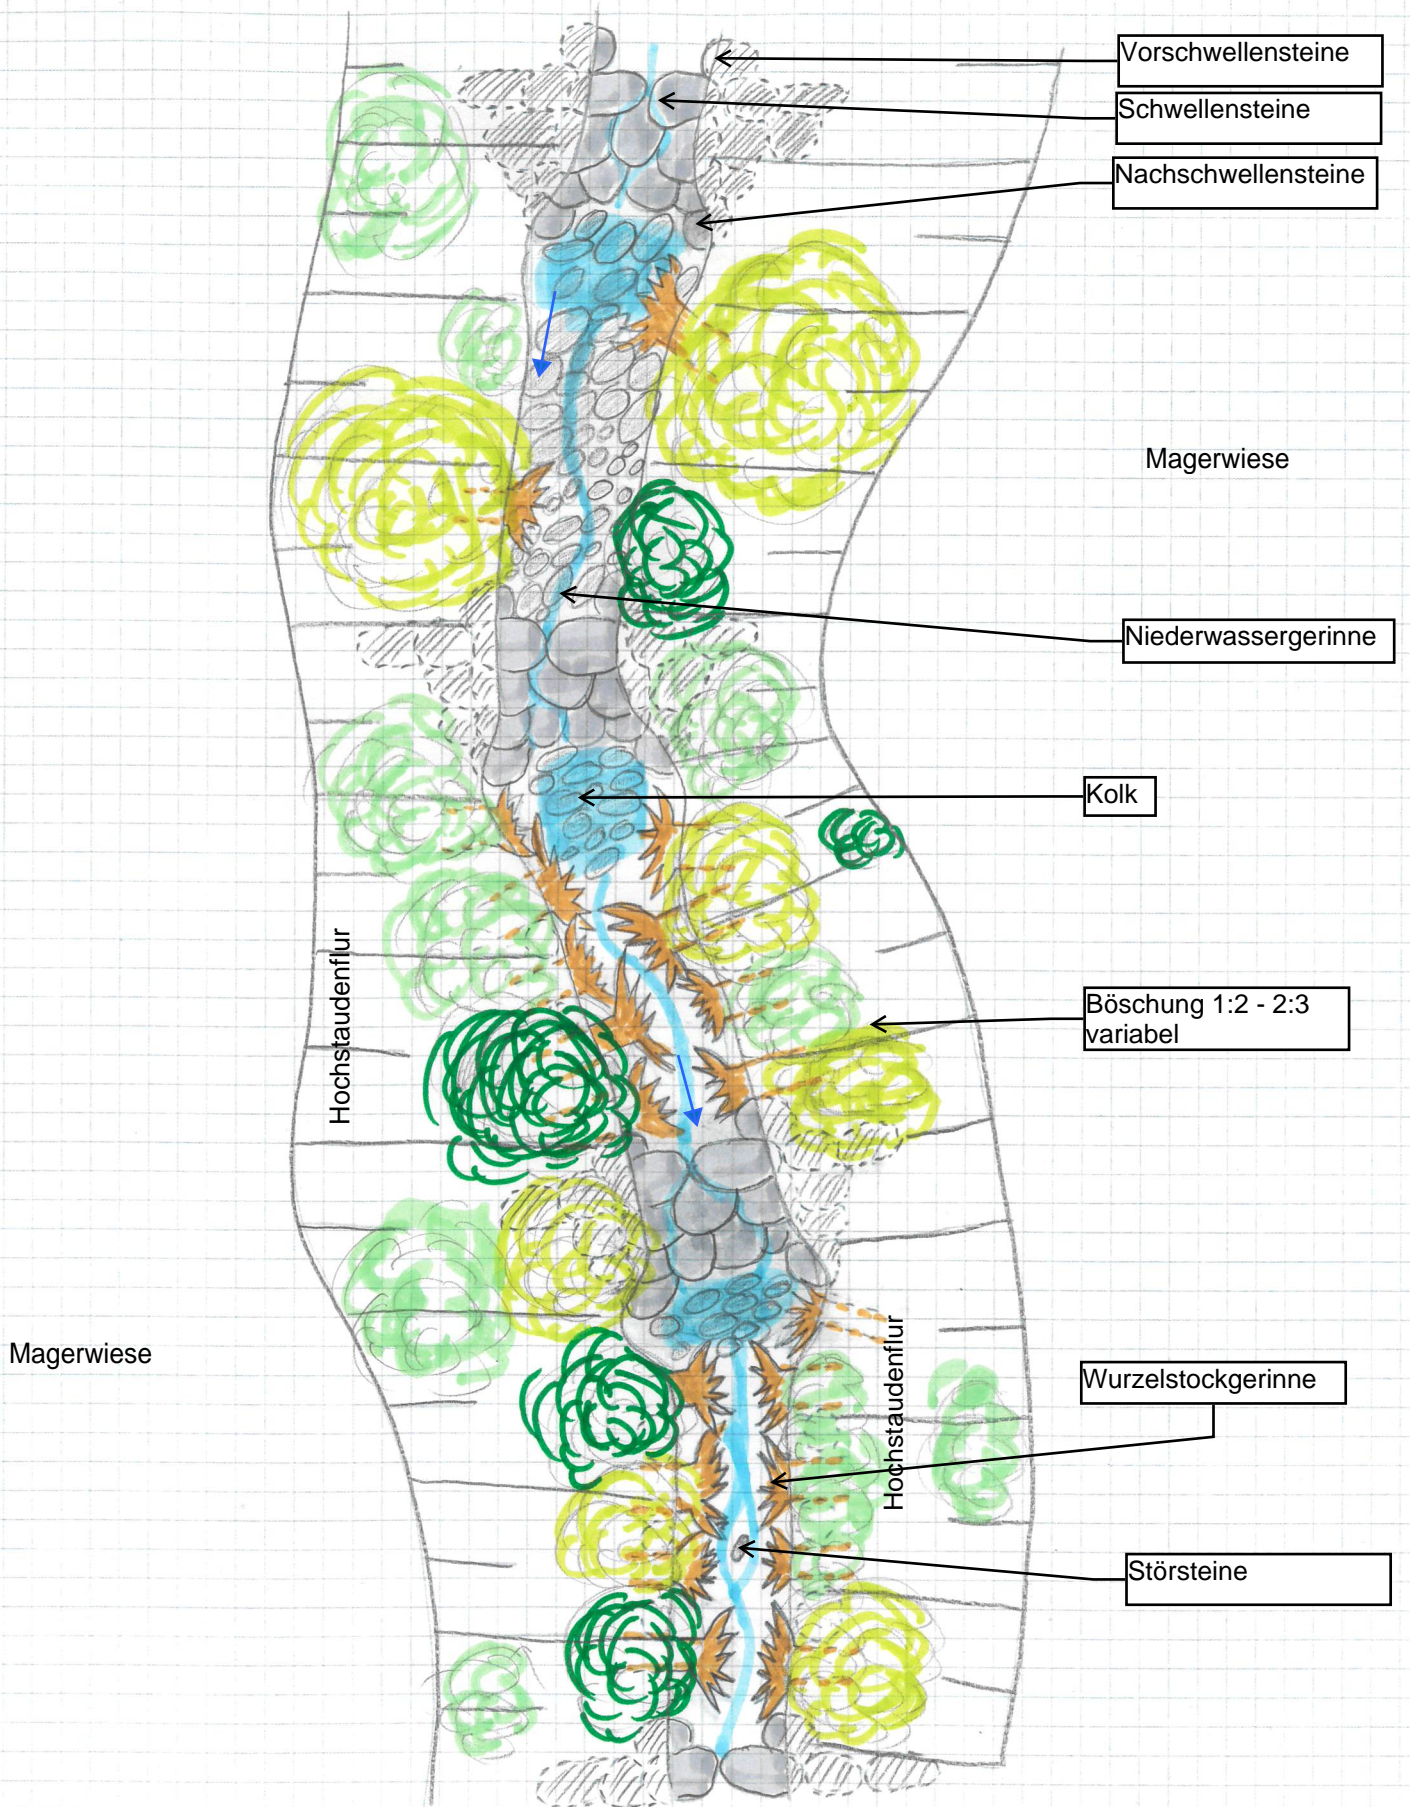 Vorschwellensteine
Schwellensteine
Nachschwellensteine
Magerwiese
Niederwassergerinne
Kolk
Hochstaudenflur
Böschung 1:2 - 2:3
variabel
Magerwiese
Hochstaudenflur
Wurzelstockgerinne
Störsteine